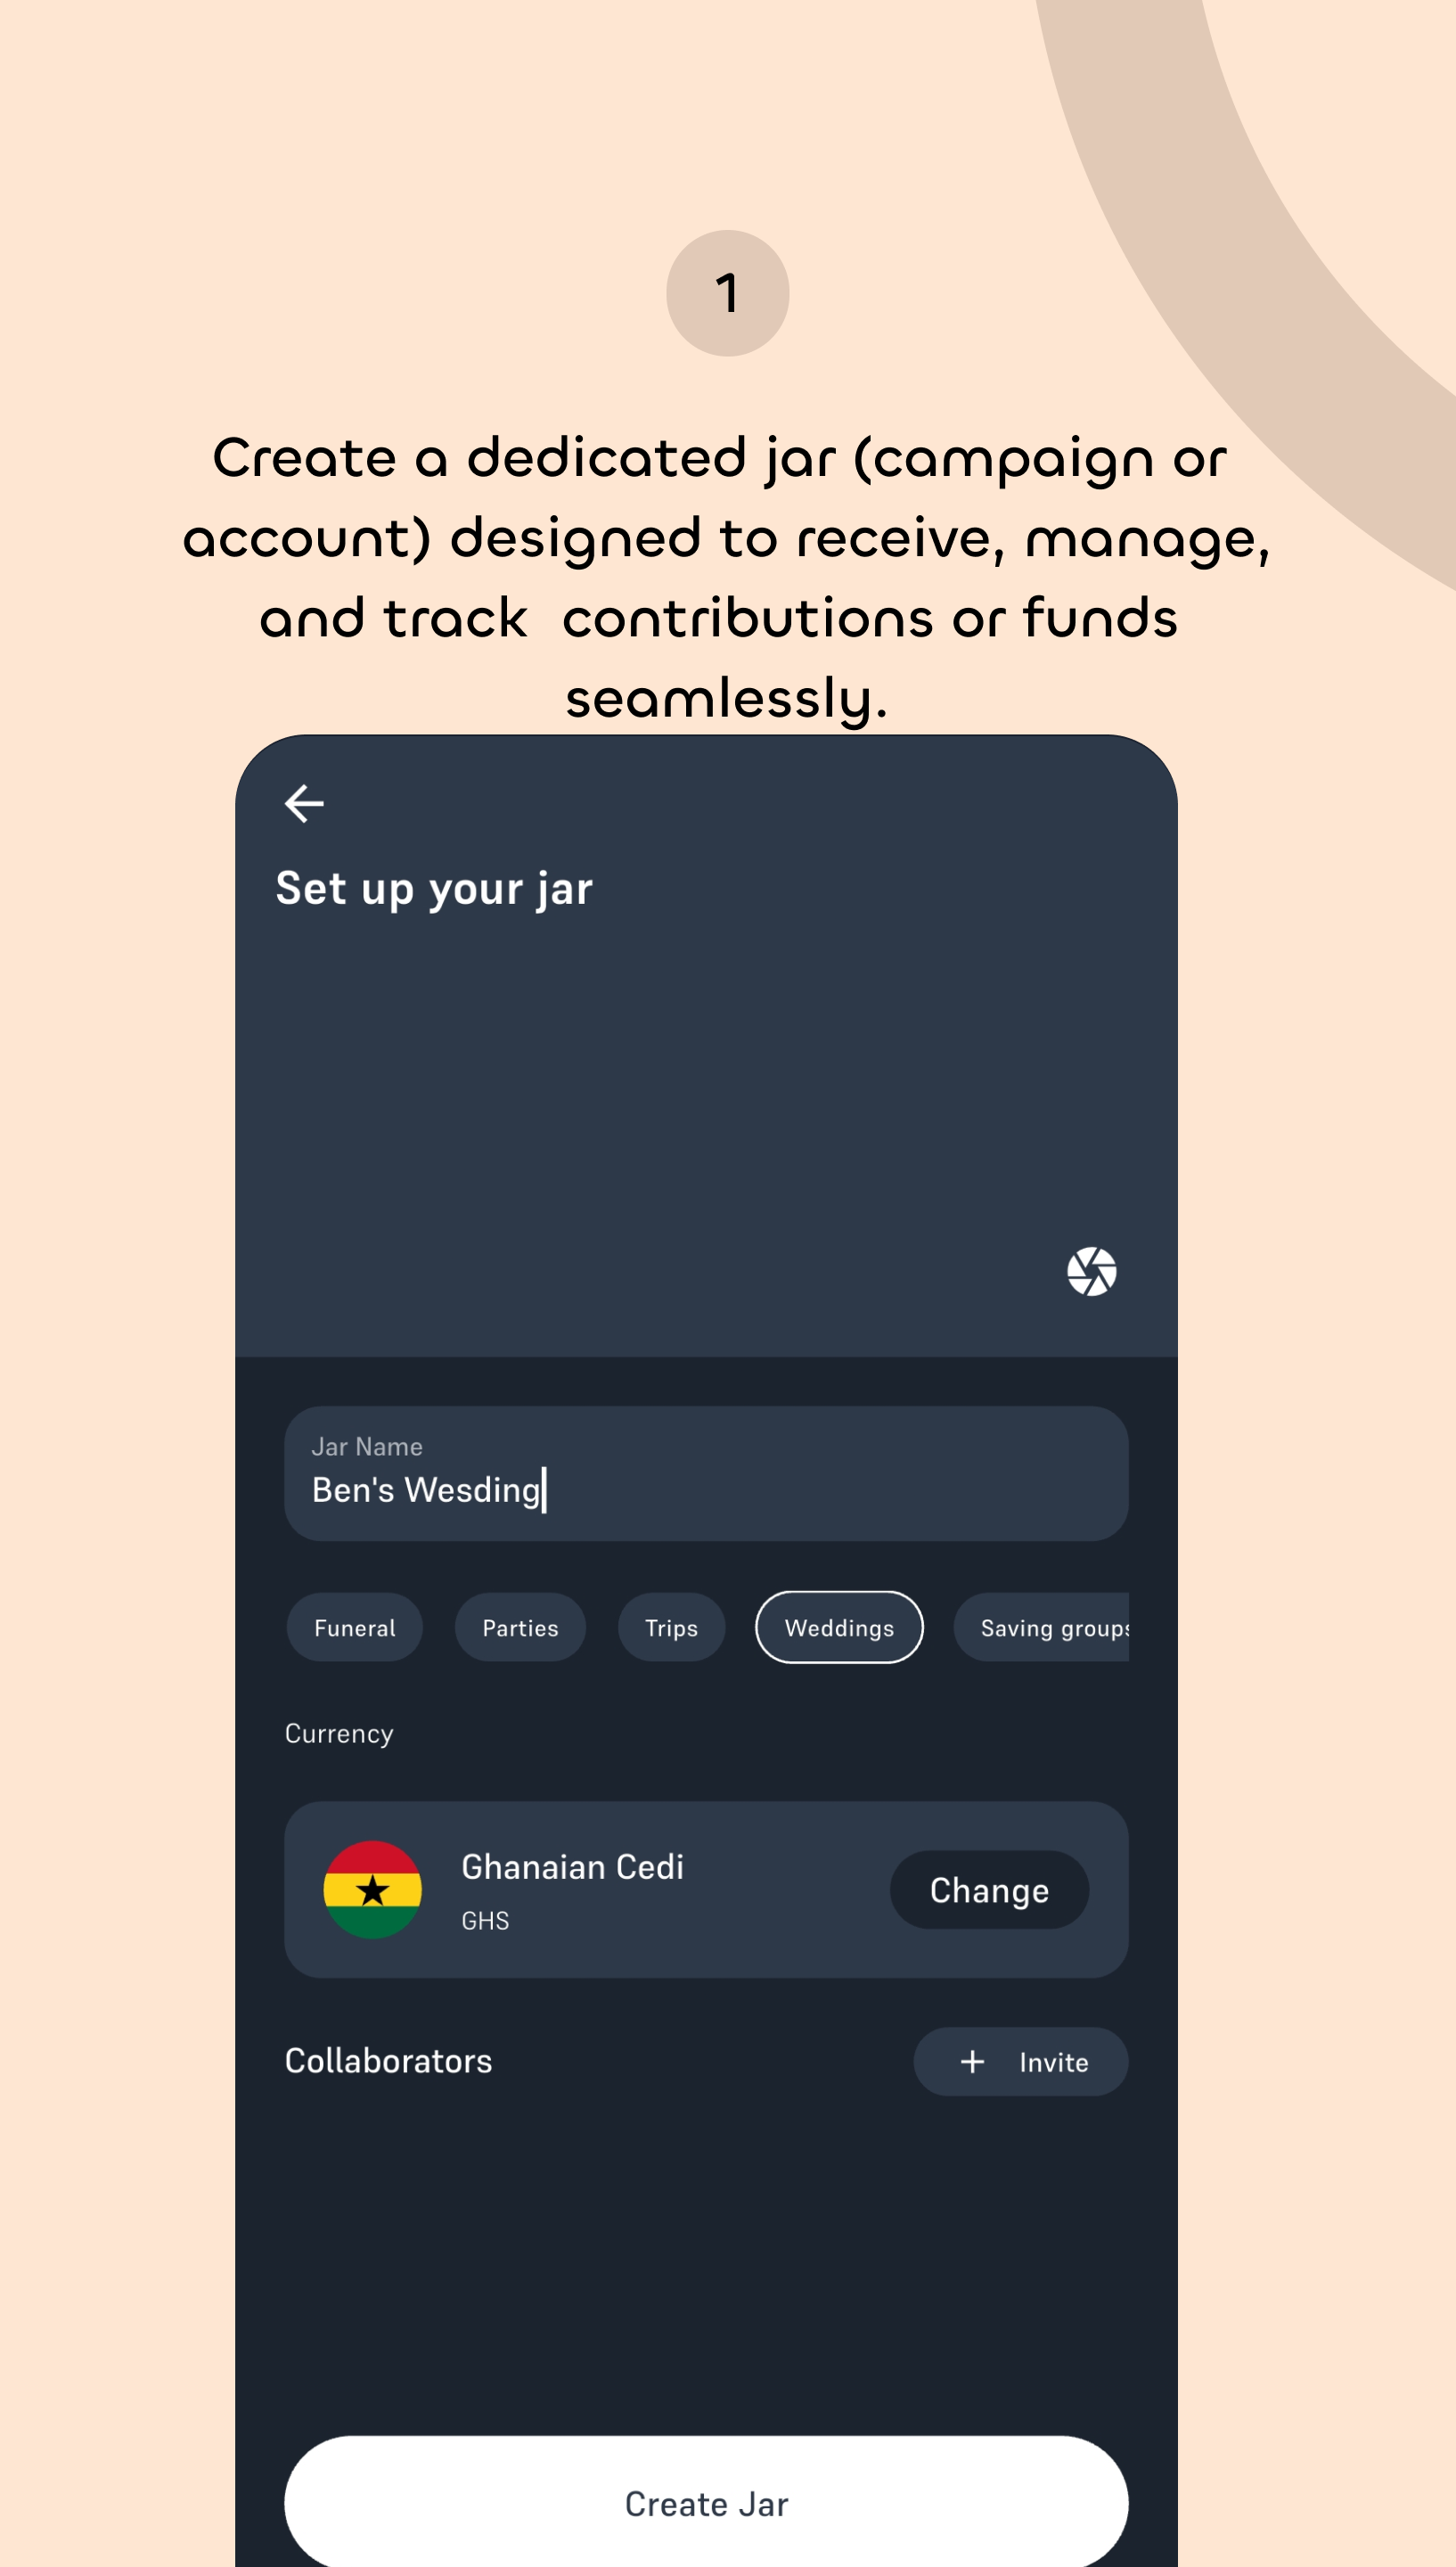 1
Create a dedicated jar (campaign or
account) designed to receive, manage,
and track  contributions or funds
seamlessly.
Set up your jar
Jar Name
Ben's Wesding
Funeral Parties Trips Weddings Saving groups
Currency
Ghanaian Cedi
GHS
Change
Collaborators
+ Invite
Create Jar